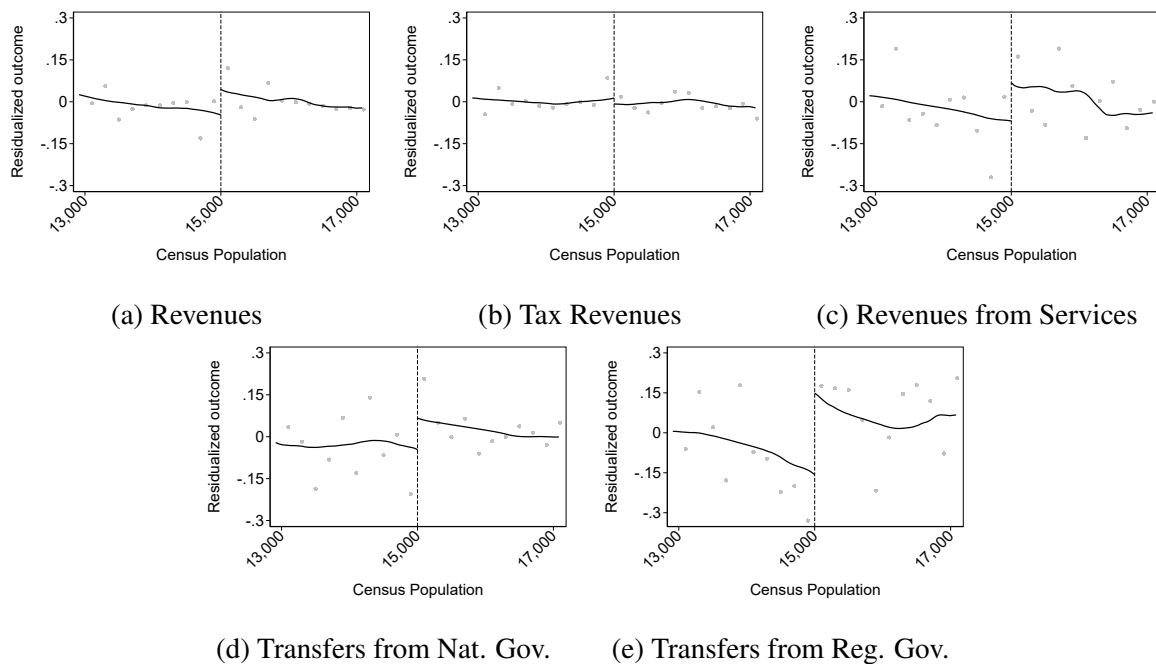 .3
.15
0
-.15
-.3
Residualized outcome
13,000
15,000
17,000
Census Population
.3
.15
0
-.15
-.3
Residualized outcome
13,000
15,000
17,000
Census Population
.3
.15
0
-.15
-.3
Residualized outcome
13,000
15,000
17,000
Census Population
(a) Revenues
(b) Tax Revenues
(c) Revenues from Services
.3
.15
0
-.15
-.3
Residualized outcome
13,000
15,000
17,000
Census Population
.3
.15
0
-.15
-.3
Residualized outcome
13,000
15,000
17,000
Census Population
(d) Transfers from Nat. Gov.
(e) Transfers from Reg. Gov.